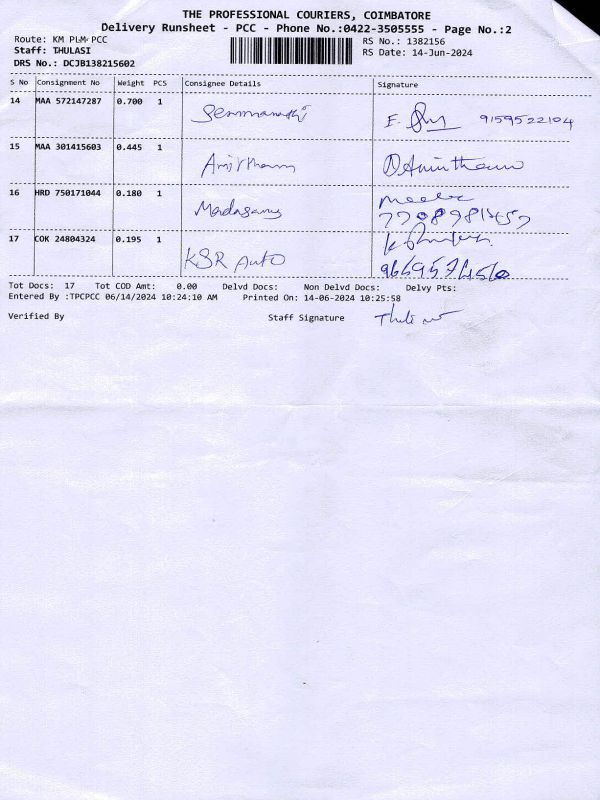 THE PROFESSIONAL COURIERS, COIMBATORE
Delivery Runsheet - PCC - Phone No.:0422-3505555 - Page No.:2
Route: KM PLM-PCC RS No.: 1382156
Staff: THULASI RS Date: 14-Jun-2024
DRS No.: DCJB138215602
S No Consignment No Weight PCS Consignee Details Signature
14 MAA 572147287 0.700 1 E. 9159522104
15 MAA 301415603 0.445 1
16 HRD 750171044 0.180 1 Madasamy
17 COK 24804324 0.195 1 KSR Auto
Tot Docs: 17 Tot COD Amt: 0.00 Delvd Docs: Non Delvd Docs: Delvy Pts:
Entered By :TPCPCC 06/14/2024 10:24:10 AM Printed On: 14-06-2024 10:25:58
Verified By Staff Signature